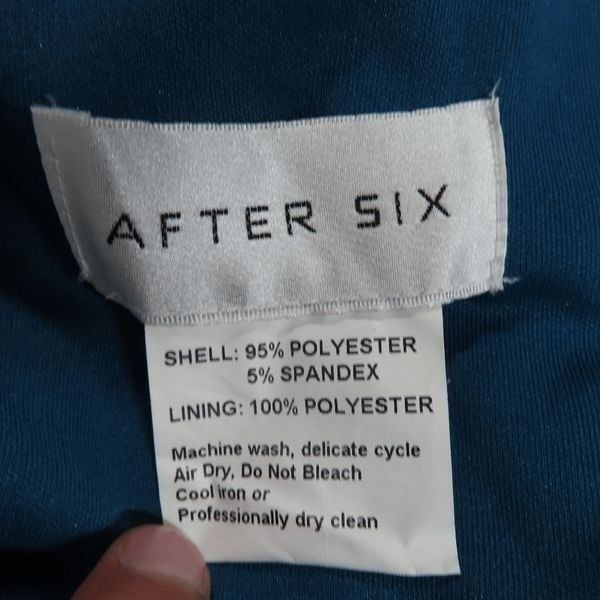 AFTER SIX
SHELL: 95% POLYESTER
5% SPANDEX
LINING: 100% POLYESTER
Machine wash, delicate cycle
Air Dry, Do Not Bleach
Cool iron or
Professionally dry clean